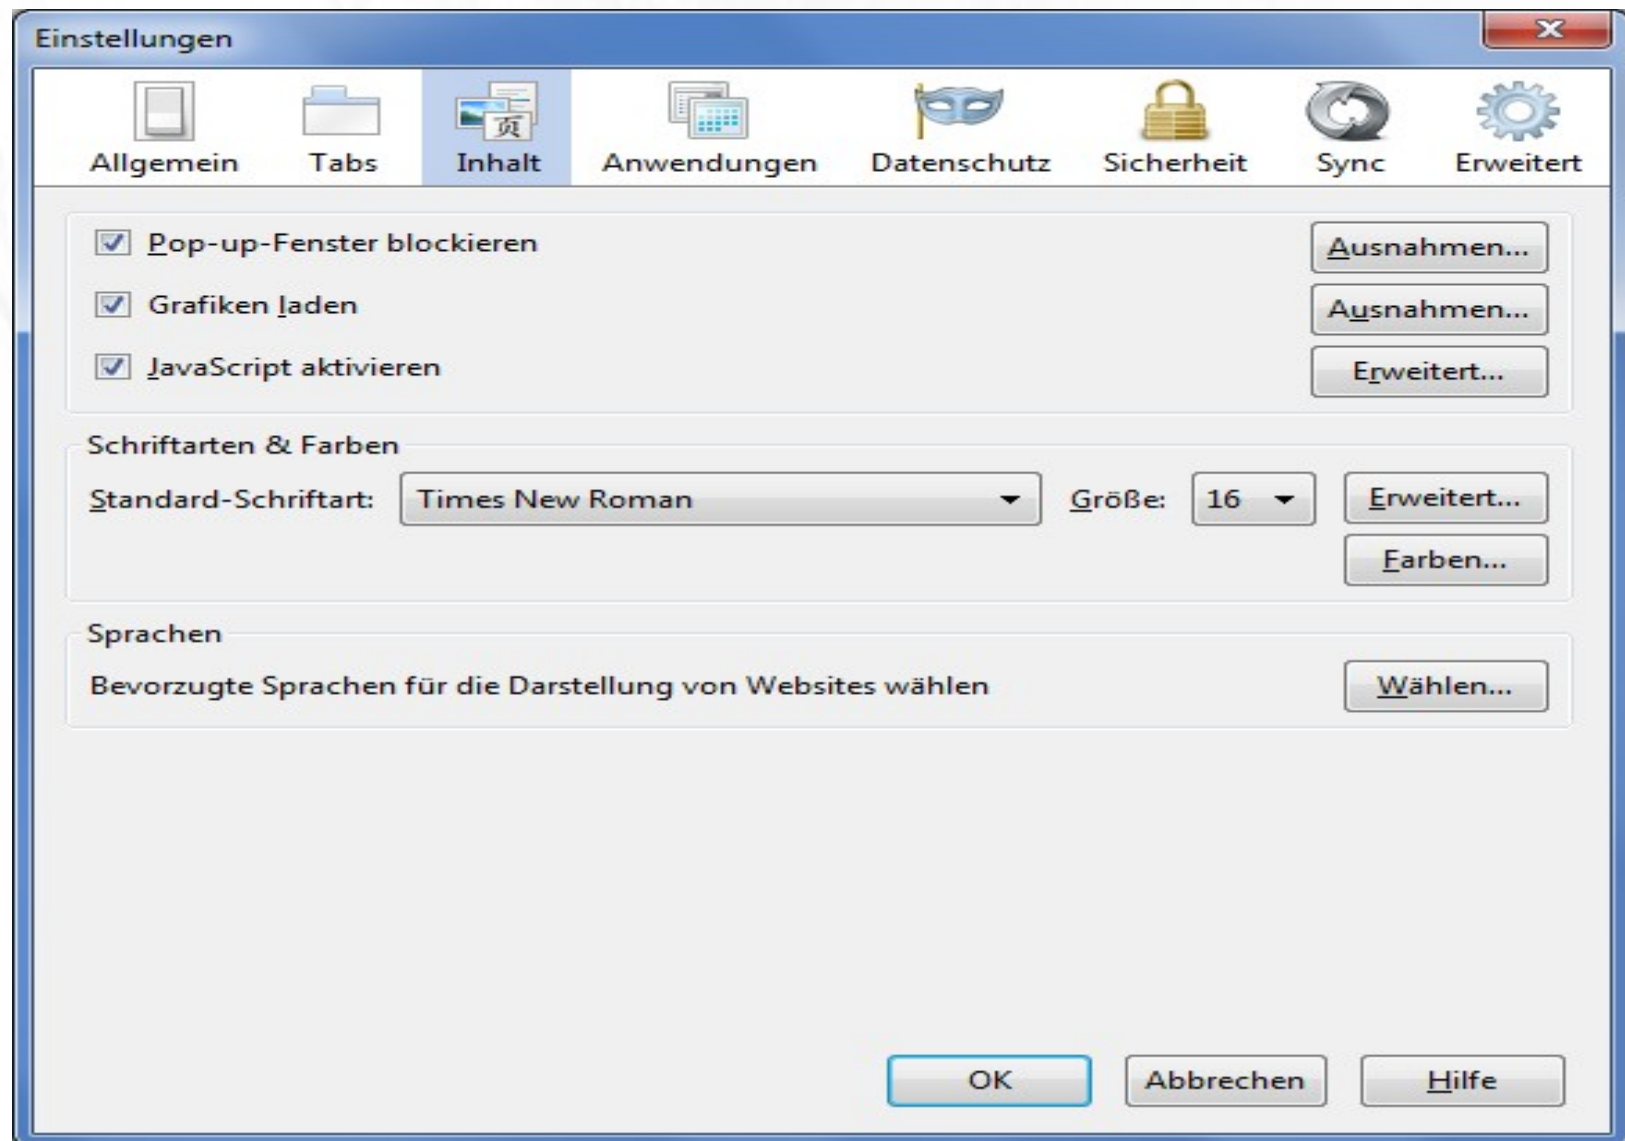 Einstellungen
页
Allgemein Tabs Inhalt Anwendungen Datenschutz Sicherheit Sync Erweitert
Pop-up-Fenster blockieren Ausnahmen...
Grafiken laden Ausnahmen...
JavaScript aktivieren Erweitert...
Schriftarten & Farben
Standard-Schriftart: Times New Roman Größe: 16 Erweitert...
Farben...
Sprachen
Bevorzugte Sprachen für die Darstellung von Websites wählen Wählen...
OK Abbrechen Hilfe